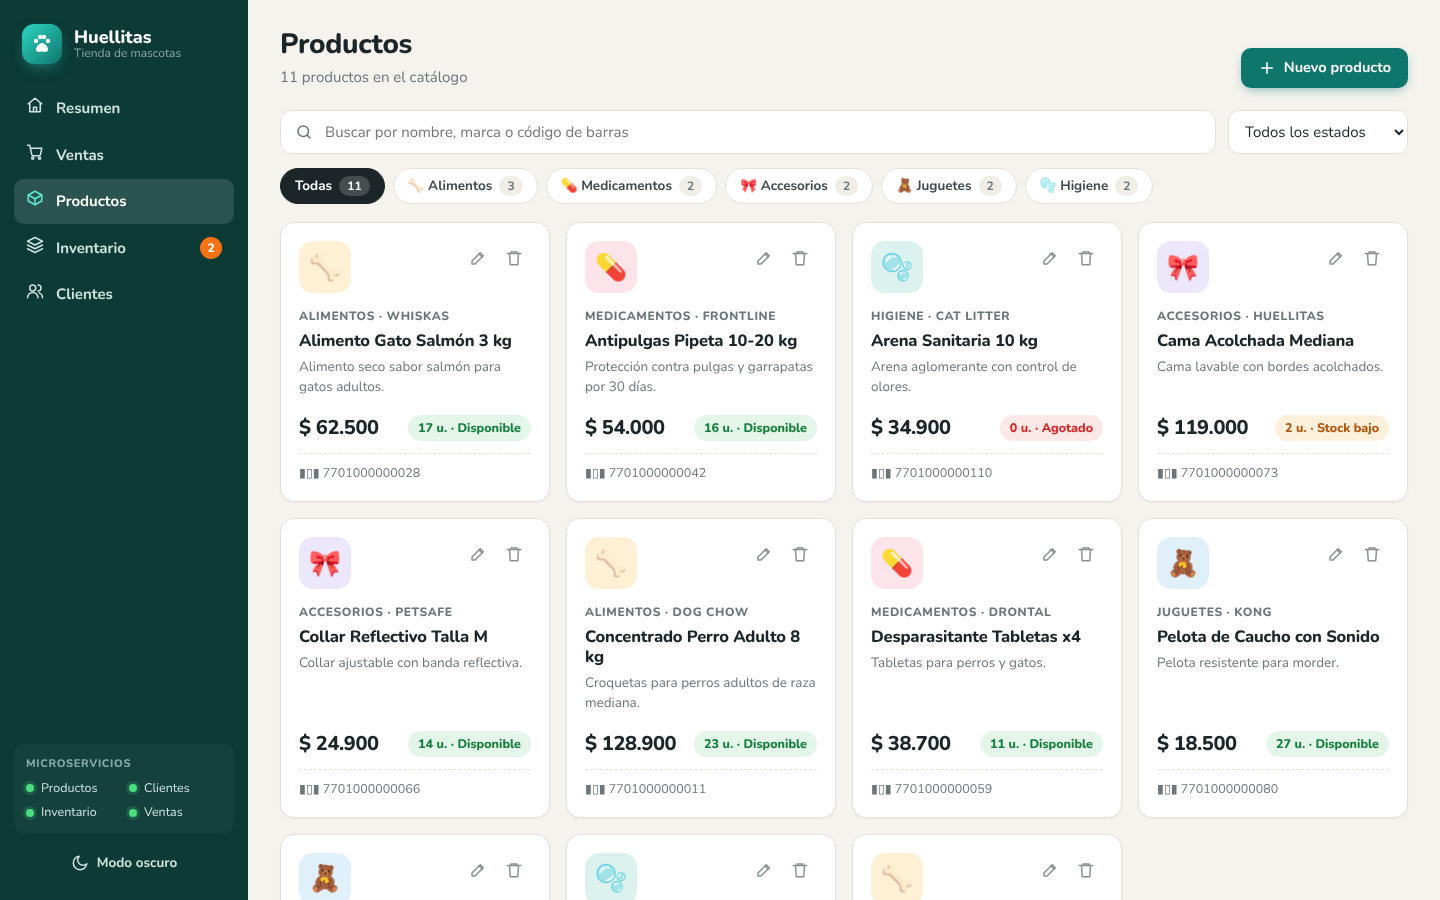 Huellitas
Tienda de mascotas
Resumen
Ventas
Productos
Inventario 2
Clientes
MICROSERVICIOS
Productos Clientes
Inventario Ventas
Modo oscuro
Productos
11 productos en el catálogo
Nuevo producto
Buscar por nombre, marca o código de barras
Todos los estados
Todas 11 Alimentos 3 Medicamentos 2 Accesorios 2 Juguetes 2 Higiene 2
ALIMENTOS · WHISKAS
Alimento Gato Salmón 3 kg
Alimento seco sabor salmón para
gatos adultos.
$ 62.500 17 u. · Disponible
7701000000028
MEDICAMENTOS · FRONTLINE
Antipulgas Pipeta 10-20 kg
Protección contra pulgas y garrapatas
por 30 días.
$ 54.000 16 u. · Disponible
7701000000042
HIGIENE · CAT LITTER
Arena Sanitaria 10 kg
Arena aglomerante con control de
olores.
$ 34.900 0 u. · Agotado
7701000000110
ACCESORIOS · HUELLITAS
Cama Acolchada Mediana
Cama lavable con bordes acolchados.
$ 119.000 2 u. · Stock bajo
7701000000073
ACCESORIOS · PETSAFE
Collar Reflectivo Talla M
Collar ajustable con banda reflectiva.
$ 24.900 14 u. · Disponible
7701000000066
ALIMENTOS · DOG CHOW
Concentrado Perro Adulto 8
kg
Croquetas para perros adultos de raza
mediana.
$ 128.900 23 u. · Disponible
7701000000011
MEDICAMENTOS · DRONTAL
Desparasitante Tabletas x4
Tabletas para perros y gatos.
$ 38.700 11 u. · Disponible
7701000000059
JUGUETES · KONG
Pelota de Caucho con Sonido
Pelota resistente para morder.
$ 18.500 27 u. · Disponible
7701000000080